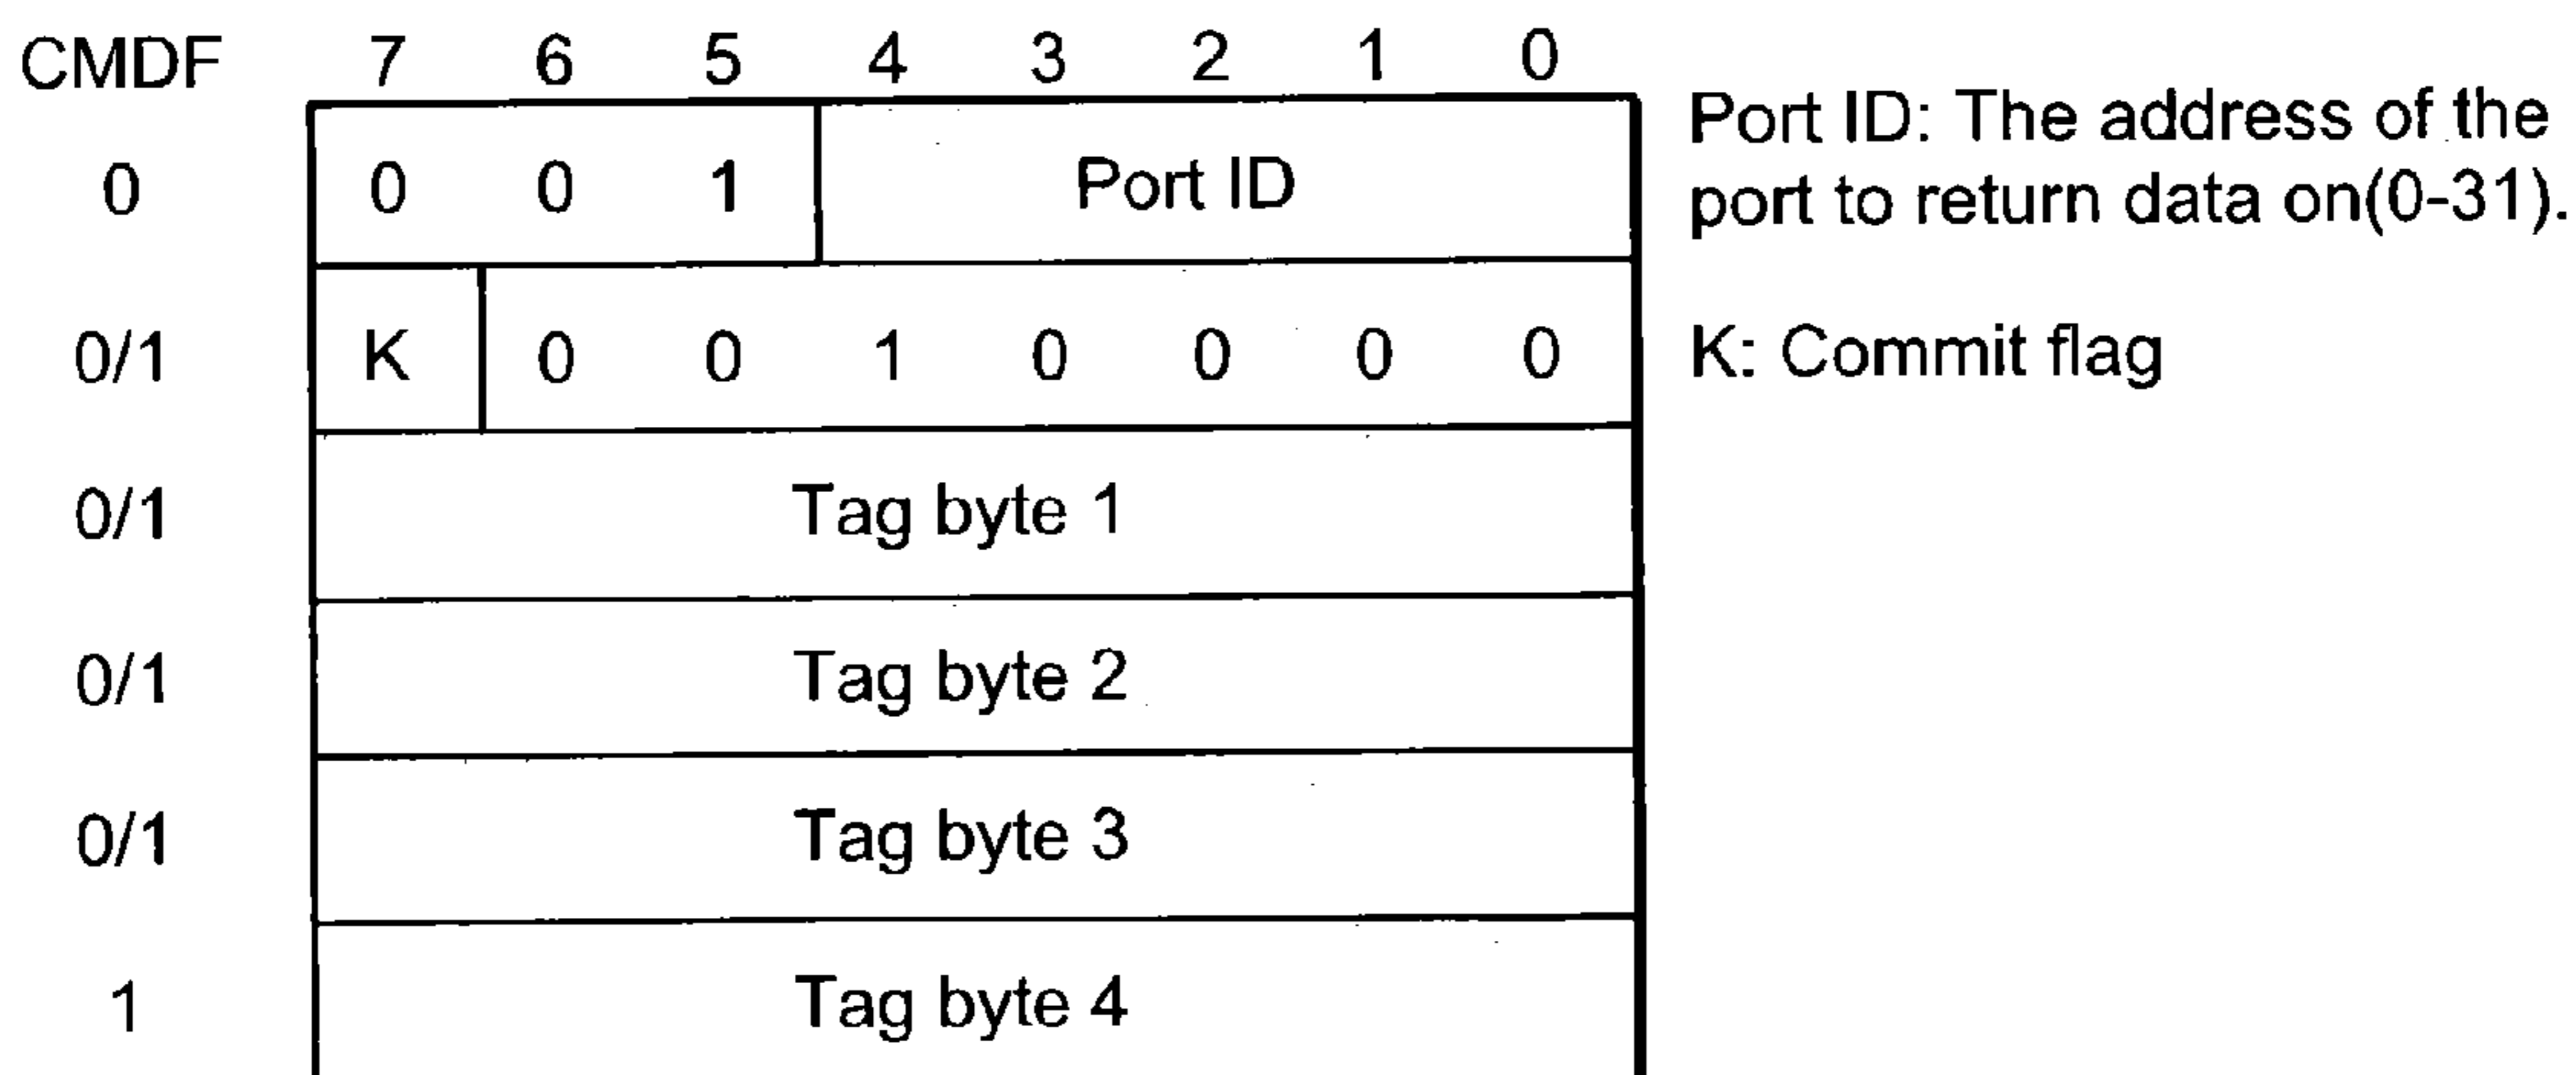 CMDF 7 6 5 4 3 2 1 0
0 0 0 1 Port ID Port ID: The address of the
port to return data on(0-31).
0/1 K 0 0 1 0 0 0 0 K: Commit flag
0/1 Tag byte 1
0/1 Tag byte 2
0/1 Tag byte 3
1 Tag byte 4